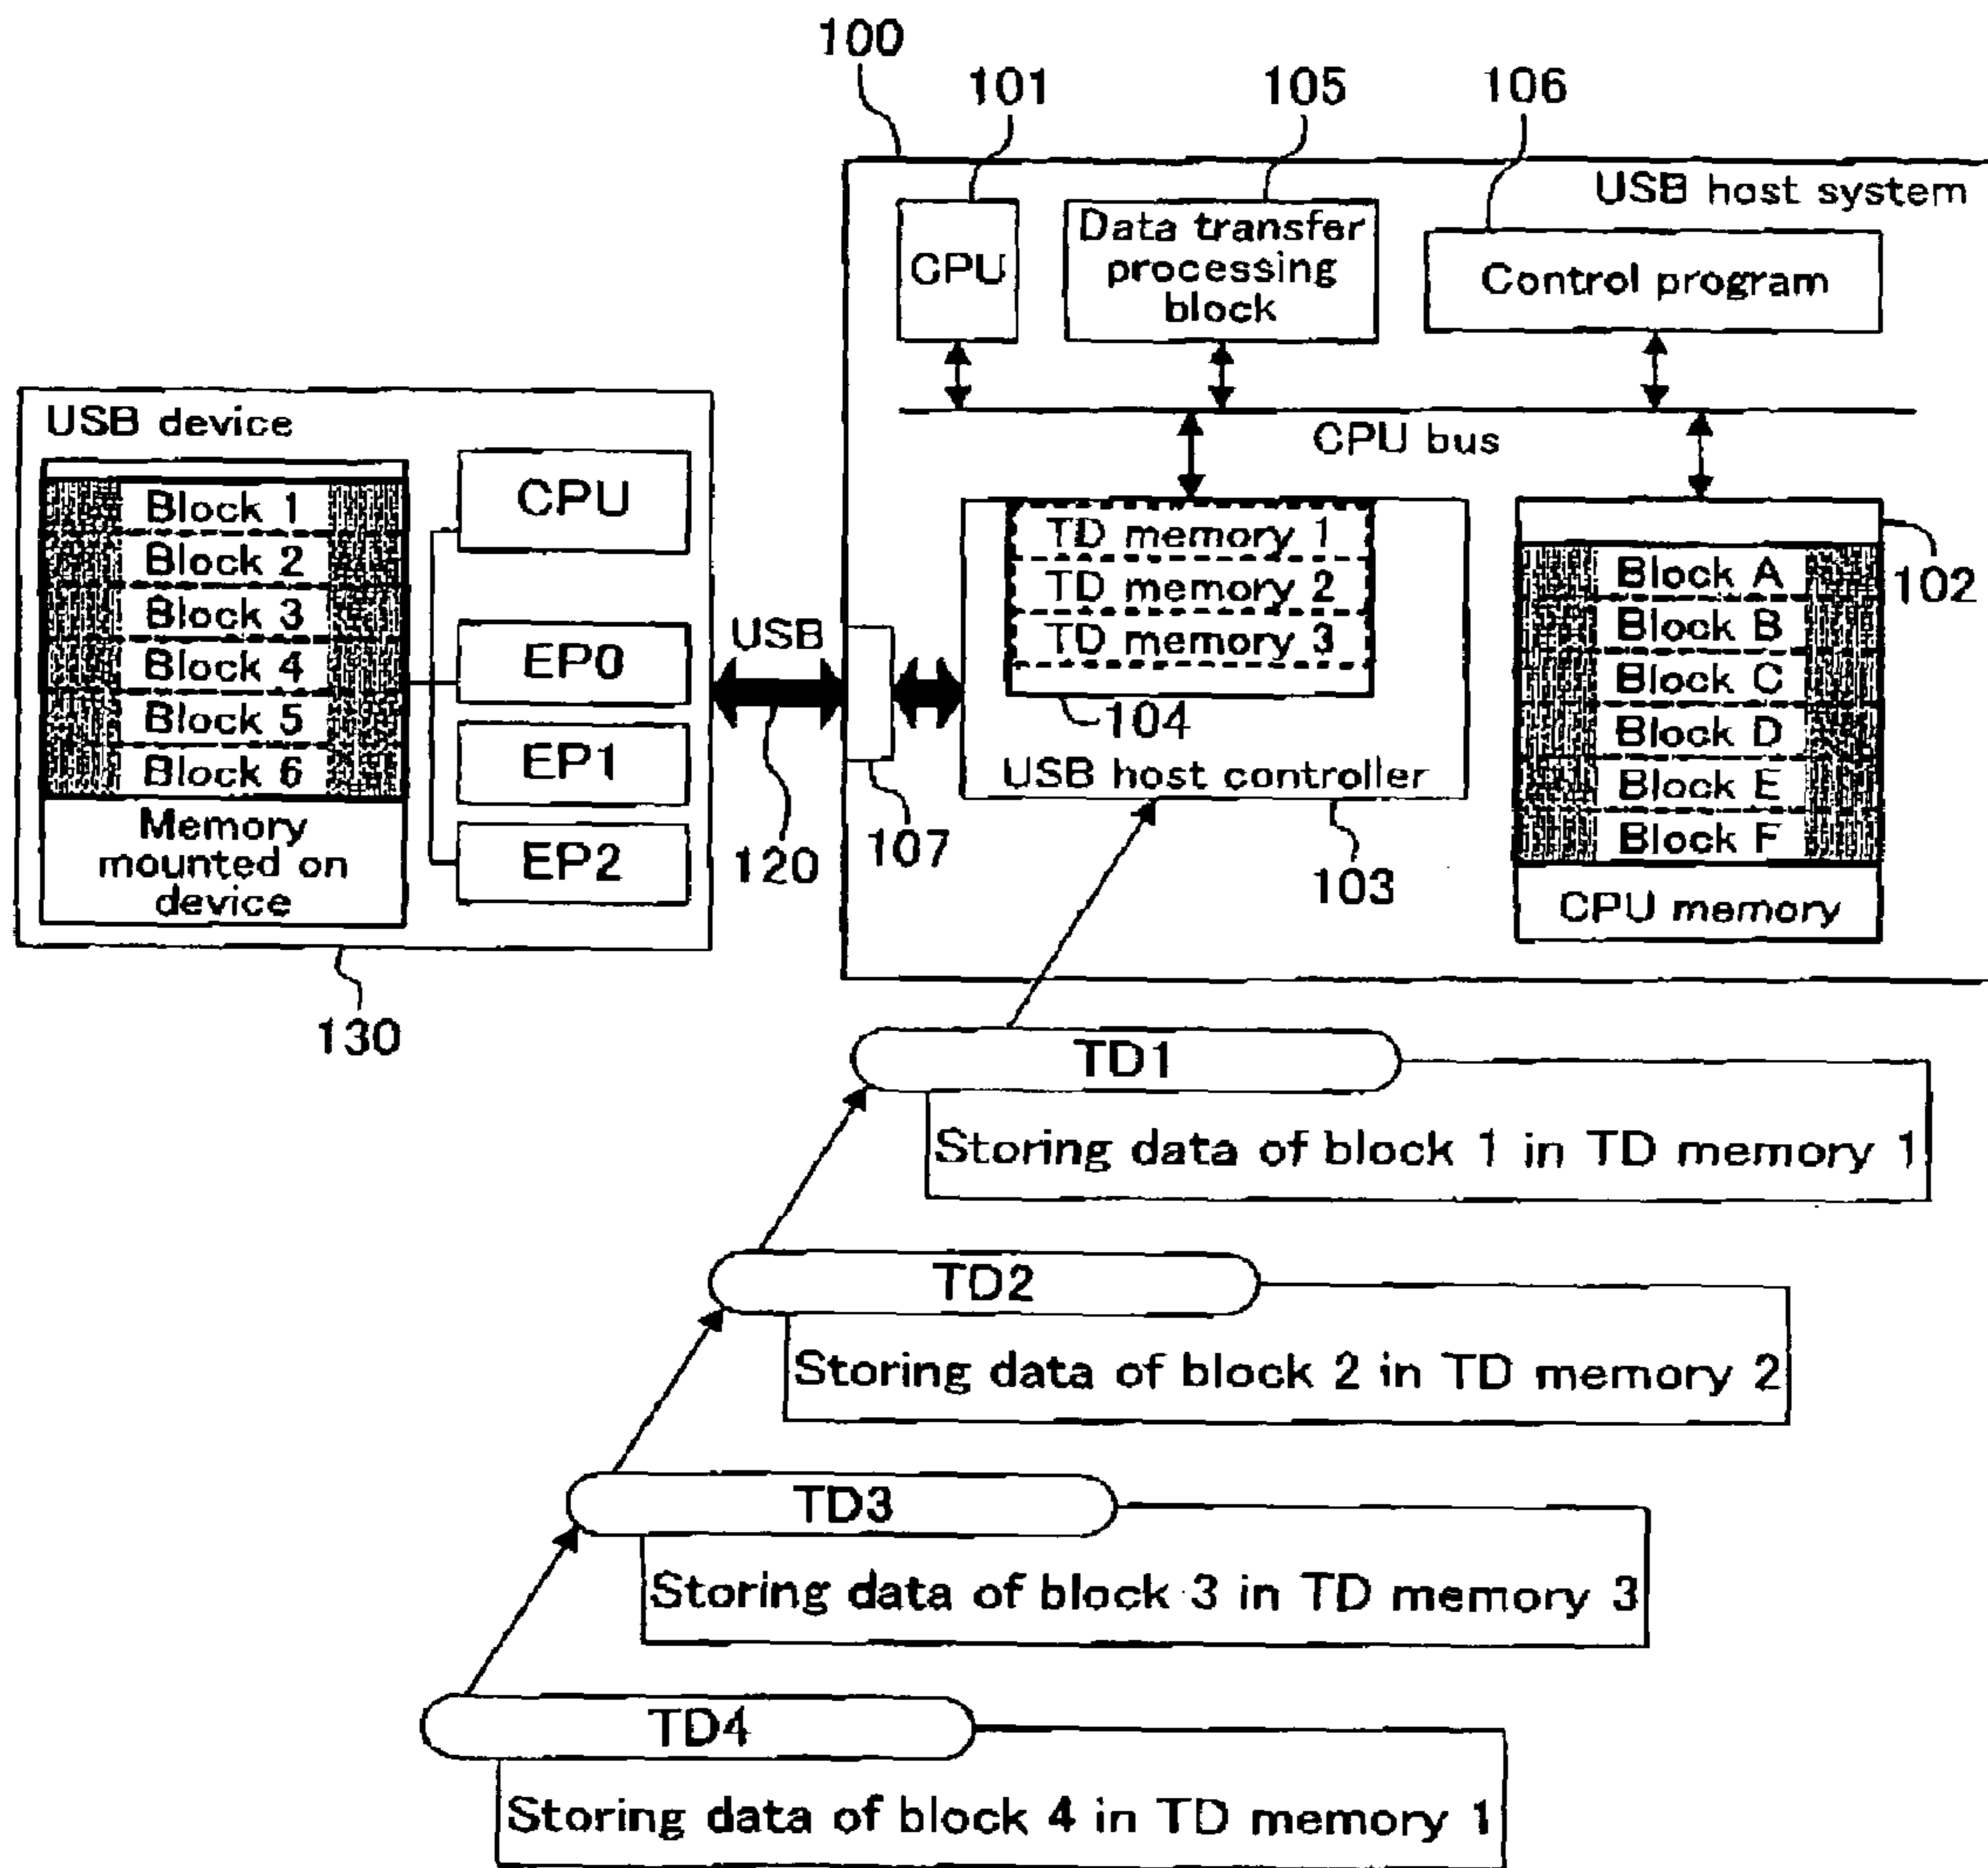 100
101
105
106
USB host system
CPU
Data transfer
processing
block
Control program
CPU bus
USB device
Block 1
Block 2
Block 3
Block 4
Block 5
Block 6
Memory
mounted on
device
CPU
EP0
EP1
EP2
130
USB
120
107
TD memory 1
TD memory 2
TD memory 3
104
USB host controller
103
Block A
Block B
Block C
Block D
Block E
Block F
CPU memory
102
TD1
Storing data of block 1 in TD memory 1
TD2
Storing data of block 2 in TD memory 2
TD3
Storing data of block 3 in TD memory 3
TD4
Storing data of block 4 in TD memory 1